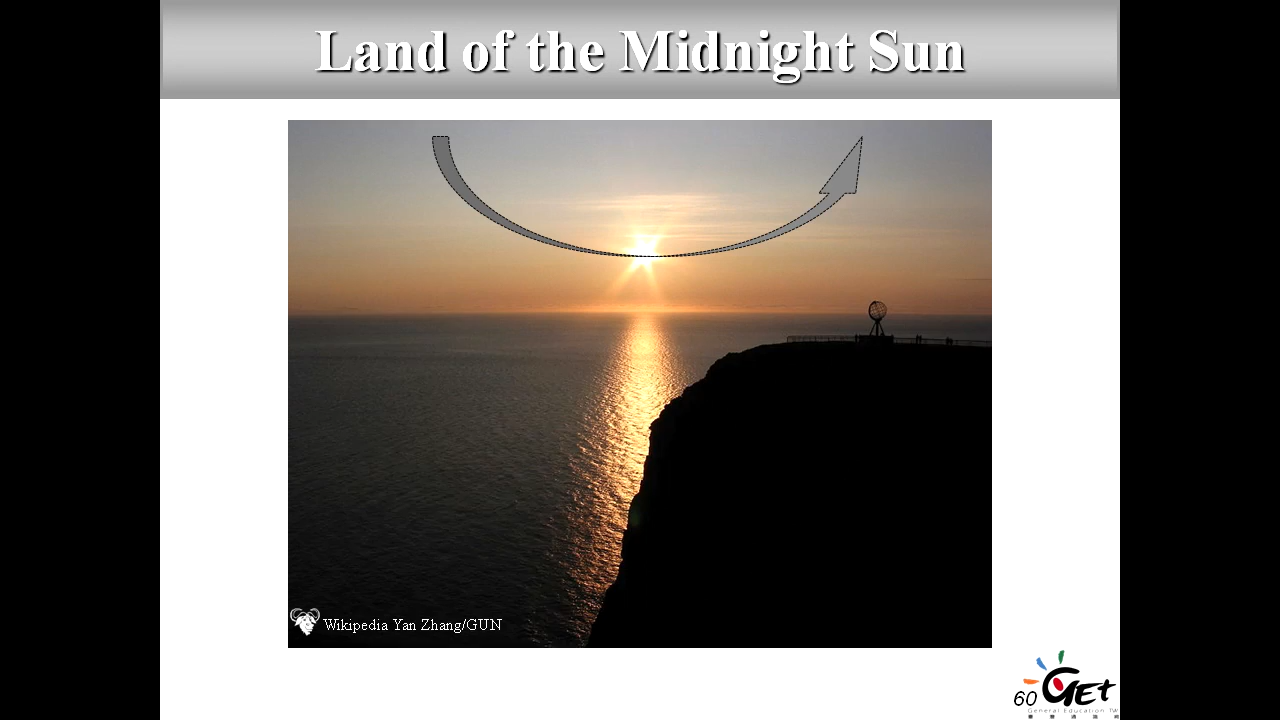 Land of the Midnight Sun
Wikipedia Yan Zhang/GUN
60
GET
General Education TW